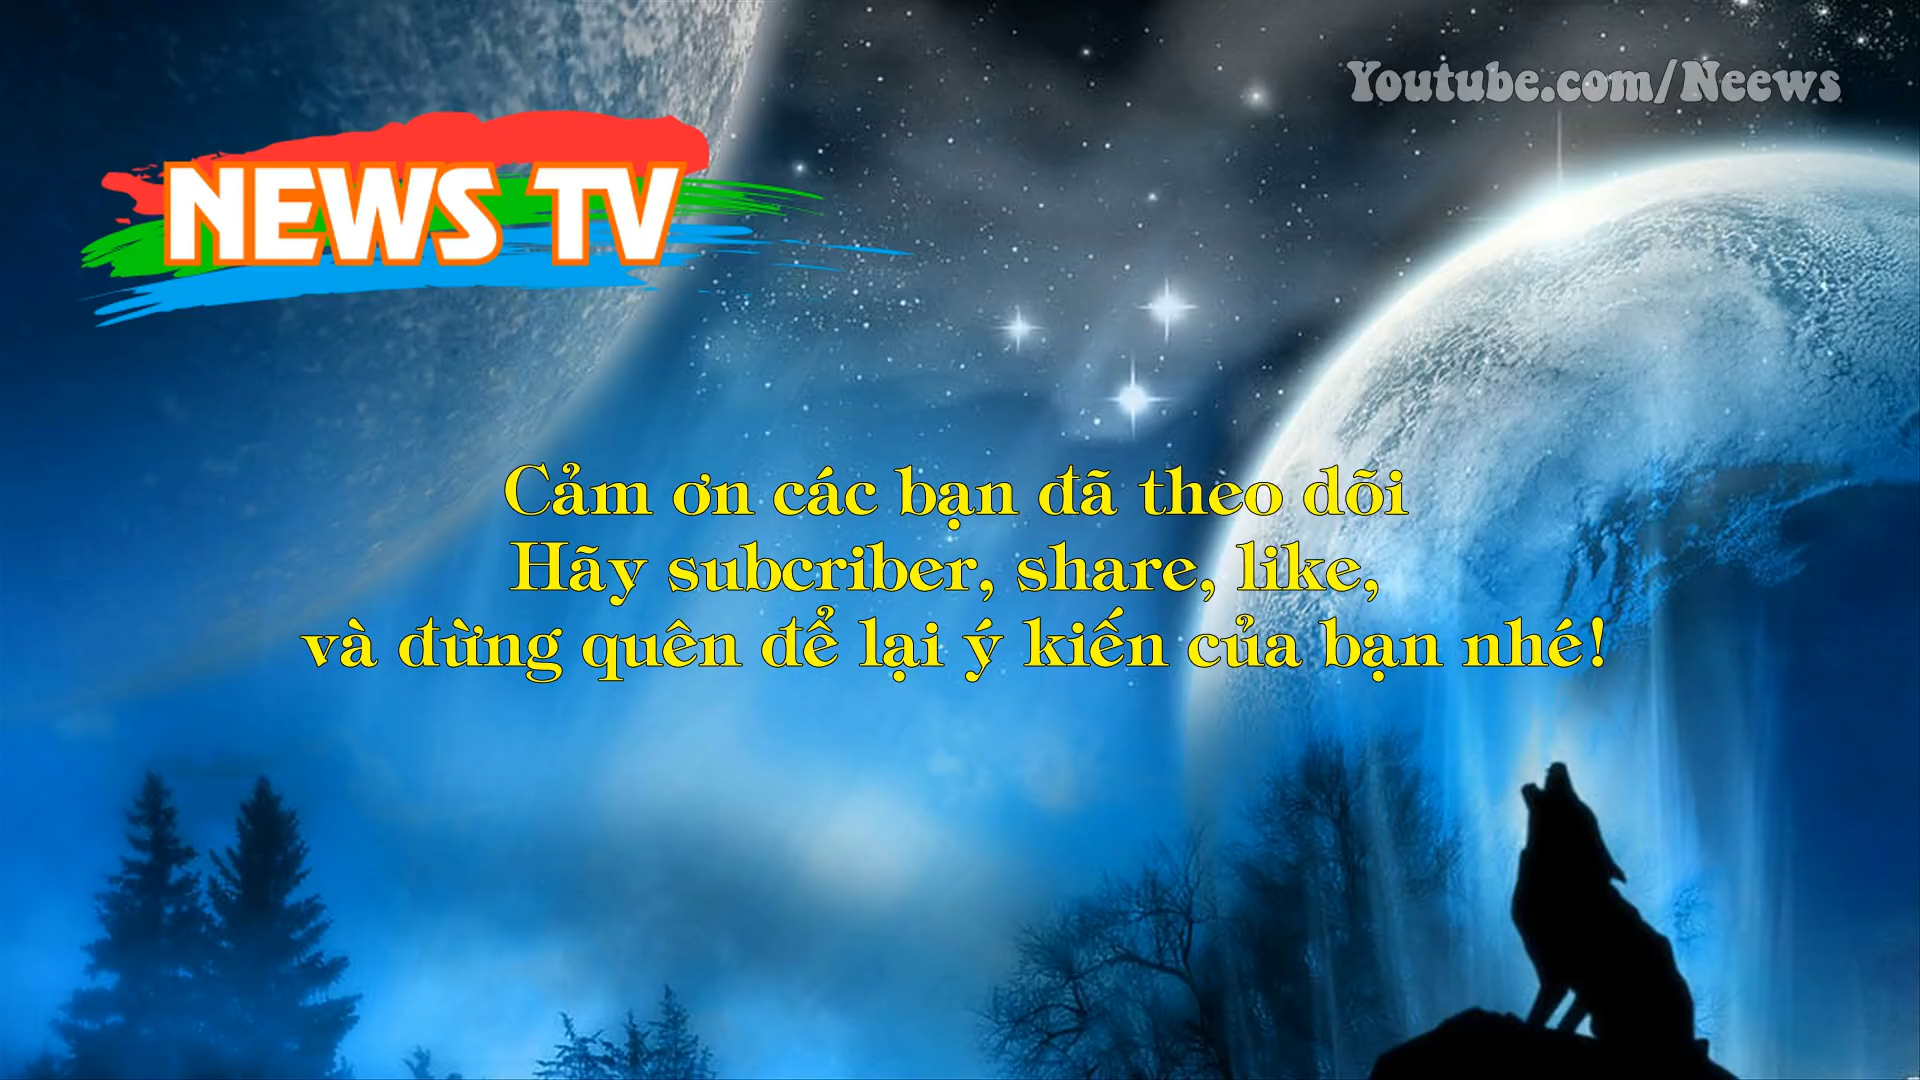 Youtube.com/Neews
NEWS TV
Cảm ơn các bạn đã theo dõi
Hãy subcriber, share, like,
và đừng quên để lại ý kiến của bạn nhé!